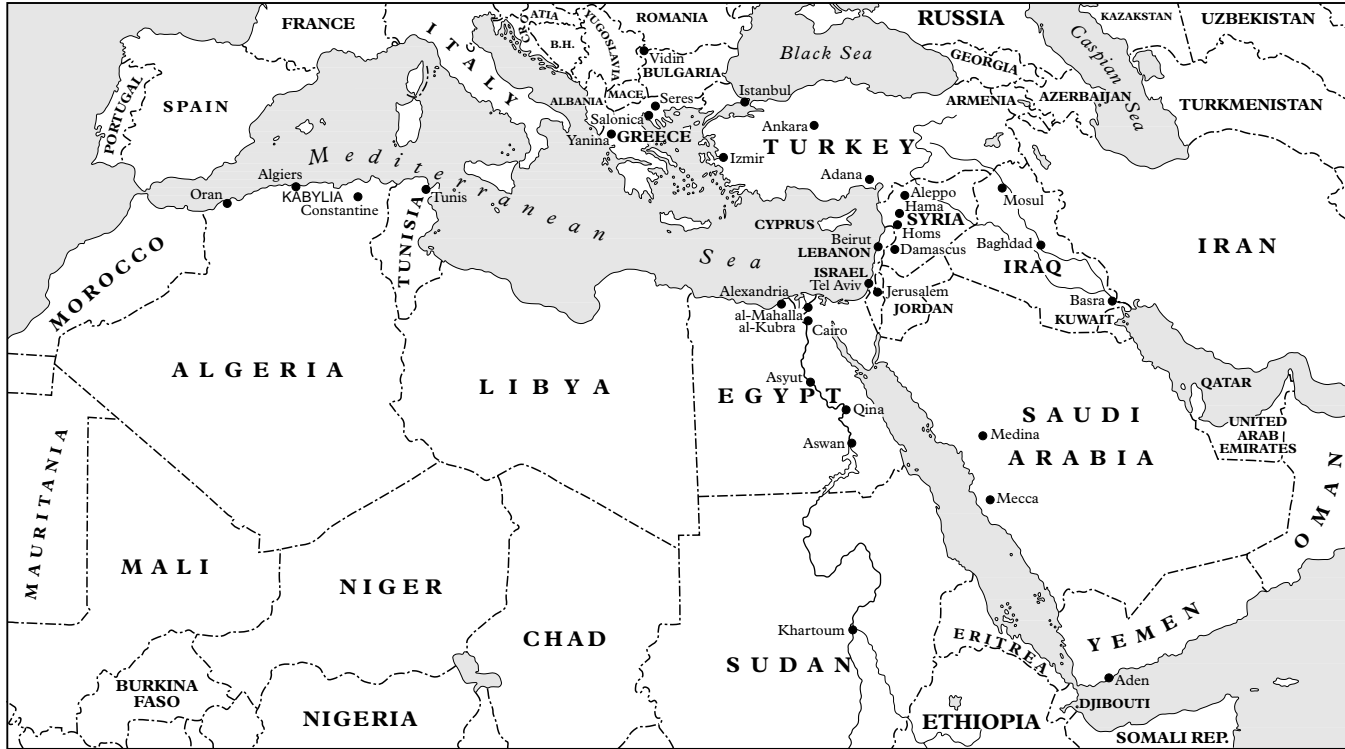 FRANCE
ITALY
CROATIA
B.H.
YUGOSLAVIA
ROMANIA
RUSSIA
KAZAKSTAN
UZBEKISTAN
Black Sea
Caspian Sea
Vidin
BULGARIA
GEORGIA
PORTUGAL
SPAIN
ALBANIA
MACE.
Seres
Istanbul
ARMENIA
AZERBAIJAN
TURKMENISTAN
Salonica
Yanina
GREECE
Ankara
TURKEY
Izmir
Adana
Mediterranean Sea
Algiers
Oran
KABYLIA
Constantine
Tunis
TUNISIA
Aleppo
Hama
SYRIA
Homs
Mosul
CYPRUS
Beirut
LEBANON
Damascus
Baghdad
IRAQ
IRAN
MOROCCO
ISRAEL
Tel Aviv
Jerusalem
JORDAN
Basra
KUWAIT
Alexandria
al-Mahalla
al-Kubra
Cairo
ALGERIA
LIBYA
Asyut
EGYPT
Qina
Aswan
SAUDI
ARABIA
Medina
Mecca
QATAR
UNITED
ARAB
EMIRATES
OMAN
MAURITANIA
MALI
NIGER
CHAD
Khartoum
SUDAN
ERITREA
YEMEN
Aden
BURKINA
FASO
NIGERIA
ETHIOPIA
DJIBOUTI
SOMALI REP.